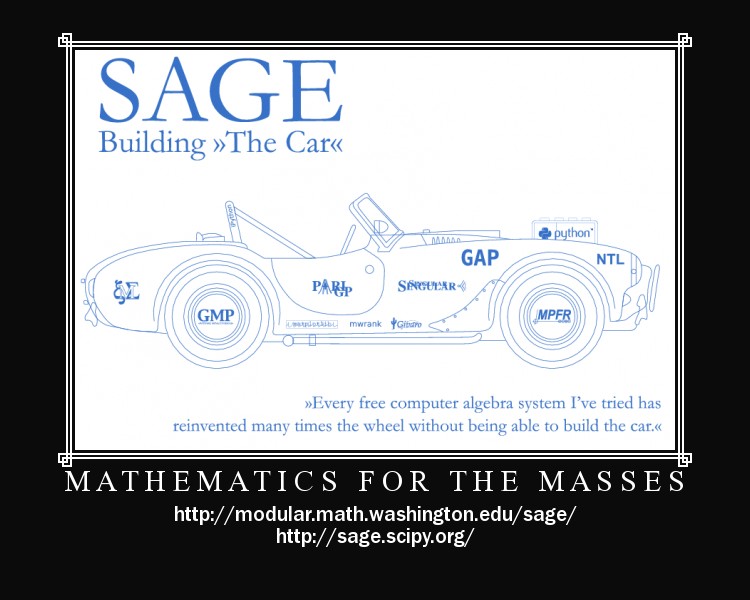 SAGE
Building »The Car«
IPython
python
GAP
NTL
PARI
GP
SINGULAR
GMP
MPFR
matplotlib
mwrank
Givaro
»Every free computer algebra system I've tried has
reinvented many times the wheel without being able to build the car.«
MATHEMATICS FOR THE MASSES
http://modular.math.washington.edu/sage/
http://sage.scipy.org/